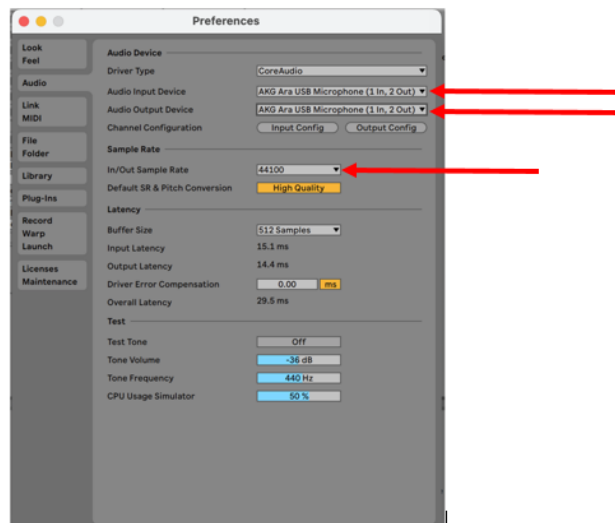 Preferences
Look
Feel
Audio
Link
MIDI
File
Folder
Library
Plug-Ins
Record
Warp
Launch
Licenses
Maintenance
Audio Device
Driver Type CoreAudio
Audio Input Device AKG Ara USB Microphone (1 In, 2 Out)
Audio Output Device AKG Ara USB Microphone (1 In, 2 Out)
Channel Configuration Input Config Output Config
Sample Rate
In/Out Sample Rate 44100
Default SR & Pitch Conversion High Quality
Latency
Buffer Size 512 Samples
Input Latency 15.1 ms
Output Latency 14.4 ms
Driver Error Compensation 0.00 ms
Overall Latency 29.5 ms
Test
Test Tone Off
Tone Volume -36 dB
Tone Frequency 440 Hz
CPU Usage Simulator 50 %